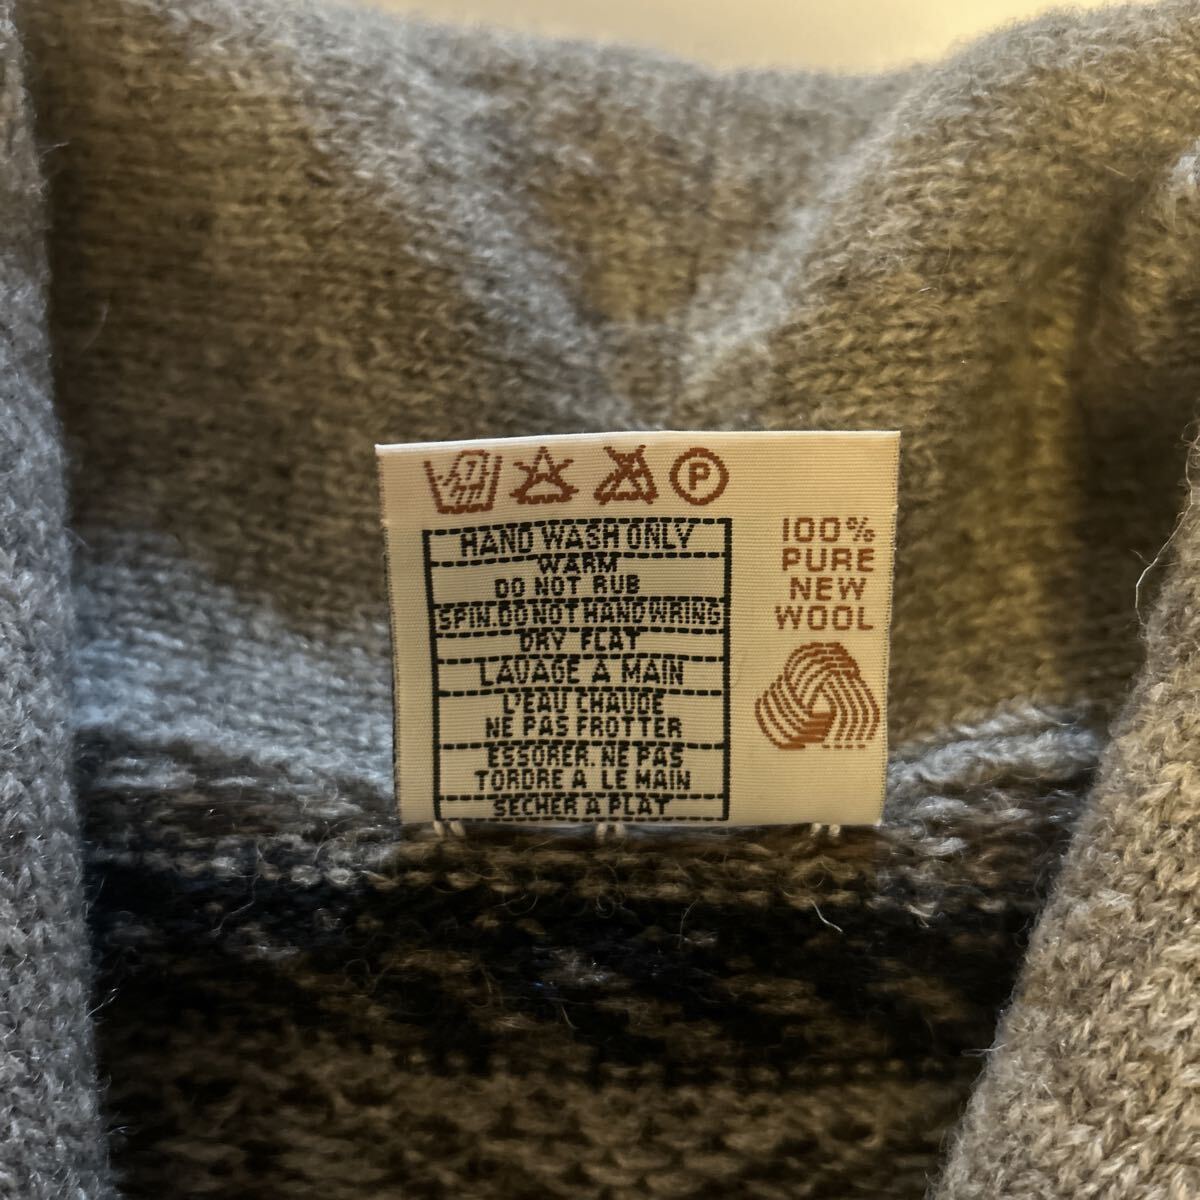 P
HAND WASH ONLY
WARM
DO NOT RUB
SPIN.DO NOT HAND WRING
DRY FLAT
LAVAGE A MAIN
L'EAU CHAUDE
NE PAS FROTTER
ESSORER. NE PAS
TORDRE A LE MAIN
SECHER A PLAT
100%
PURE
NEW
WOOL